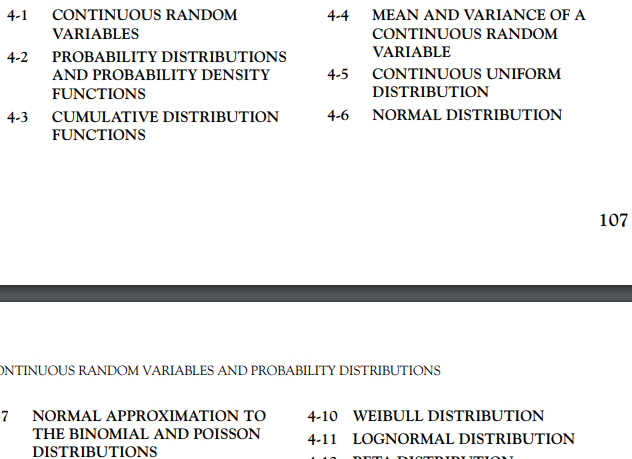 4-1 CONTINUOUS RANDOM
VARIABLES
4-2 PROBABILITY DISTRIBUTIONS
AND PROBABILITY DENSITY
FUNCTIONS
4-3 CUMULATIVE DISTRIBUTION
FUNCTIONS
4-4 MEAN AND VARIANCE OF A
CONTINUOUS RANDOM
VARIABLE
4-5 CONTINUOUS UNIFORM
DISTRIBUTION
4-6 NORMAL DISTRIBUTION
107
ONTINUOUS RANDOM VARIABLES AND PROBABILITY DISTRIBUTIONS
7 NORMAL APPROXIMATION TO
THE BINOMIAL AND POISSON
DISTRIBUTIONS
4-10 WEIBULL DISTRIBUTION
4-11 LOGNORMAL DISTRIBUTION